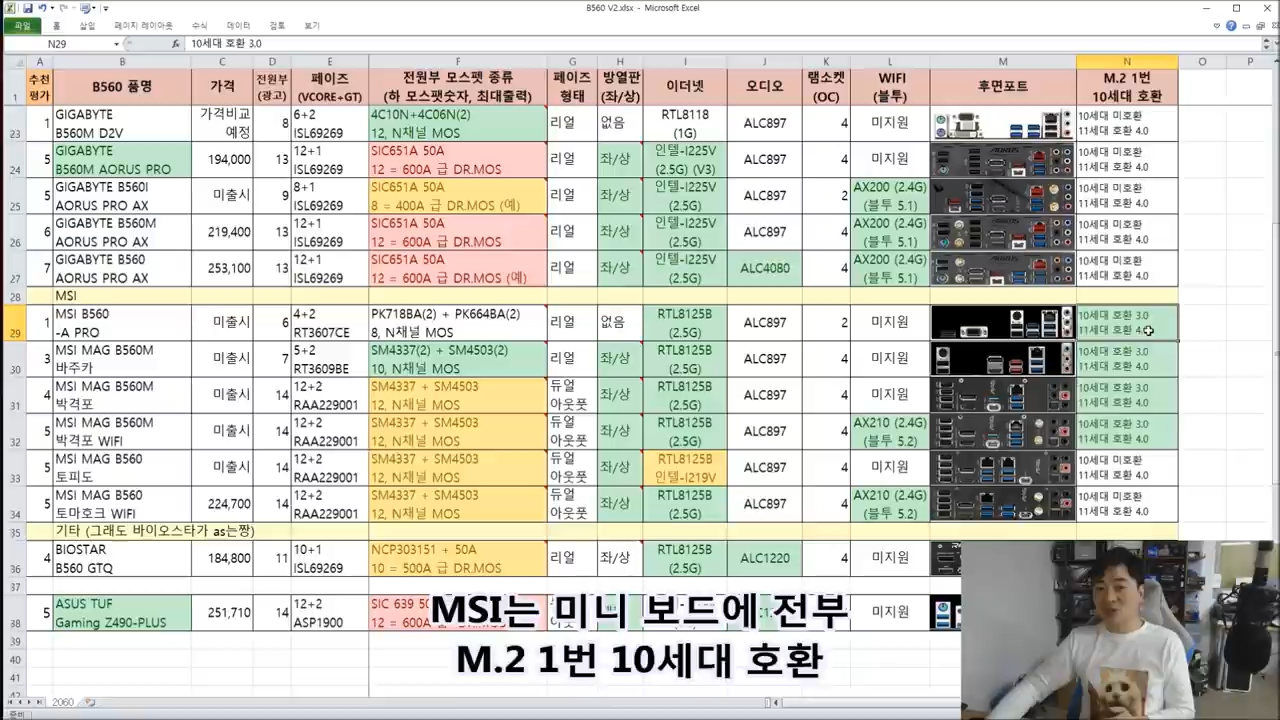 B560 V2.xlsx - Microsoft Excel
파일 홈 삽입 페이지 레이아웃 수식 데이터 검토 보기
N29 fx 10세대 호환 3.0
A B C D E F G H I J K L M N O P
추천 평가 B560 품명 가격 전원부 (광고) 페이즈 (VCORE+GT) 전원부 모스펫 종류 (하 모스펫숫자, 최대출력) 페이즈 형태 방열판 (좌/상) 이더넷 오디오 램소켓 (OC) WIFI (블투) 후면포트 M.2 1번 10세대 호환
1
23 1 GIGABYTE B560M D2V 가격비교 예정 8 6+2 ISL69269 4C10N+4C06N(2) 12, N채널 MOS 리얼 없음 RTL8118 (1G) ALC897 4 미지원 10세대 미호환 11세대 4.0
24 5 GIGABYTE B560M AORUS PRO 194,000 13 12+1 ISL69269 SIC651A 50A 12 = 600A 급 DR.MOS 리얼 좌/상 인텔-I225V (2.5G) (V3) ALC897 4 미지원 10세대 미호환 11세대 4.0
25 5 GIGABYTE B560I AORUS PRO AX 미출시 9 8+1 ISL69269 SIC651A 50A 8 = 400A 급 DR.MOS (예) 리얼 좌/상 인텔-I225V (2.5G) ALC897 2 AX200 (2.4G) (블투 5.1) 10세대 미호환 11세대 4.0
26 6 GIGABYTE B560M AORUS PRO AX 219,400 13 12+1 ISL69269 SIC651A 50A 12 = 600A 급 DR.MOS 리얼 좌/상 인텔-I225V (2.5G) ALC897 4 AX200 (2.4G) (블투 5.1) 10세대 미호환 11세대 4.0
27 7 GIGABYTE B560 AORUS PRO AX 253,100 13 12+1 ISL69269 SIC651A 50A 12 = 600A 급 DR.MOS (예) 리얼 좌/상 인텔-I225V (2.5G) ALC4080 4 AX200 (2.4G) (블투 5.1) 10세대 미호환 11세대 4.0
28 MSI
29 1 MSI B560 -A PRO 미출시 6 4+2 RT3607CE PK718BA(2) + PK664BA(2) 8, N채널 MOS 리얼 없음 RTL8125B (2.5G) ALC897 2 미지원 10세대 호환 3.0 11세대 호환 4.0
30 3 MSI MAG B560M 바주카 미출시 7 5+2 RT3609BE SM4337(2) + SM4503(2) 10, N채널 MOS 리얼 좌/상 RTL8125B (2.5G) ALC897 4 미지원 10세대 호환 3.0 11세대 호환 4.0
31 4 MSI MAG B560M 박격포 미출시 14 12+2 RAA229001 SM4337 + SM4503 12, N채널 MOS 듀얼 아웃풋 좌/상 RTL8125B (2.5G) ALC897 4 미지원 10세대 호환 3.0 11세대 호환 4.0
32 5 MSI MAG B560M 박격포 WIFI 미출시 14 12+2 RAA229001 SM4337 + SM4503 12, N채널 MOS 듀얼 아웃풋 좌/상 RTL8125B (2.5G) ALC897 4 AX210 (2.4G) (블투 5.2) 10세대 호환 3.0 11세대 호환 4.0
33 5 MSI MAG B560 토피도 미출시 14 12+2 RAA229001 SM4337 + SM4503 12, N채널 MOS 듀얼 아웃풋 좌/상 RTL8125B 인텔-I219V ALC897 4 미지원 10세대 미호환 11세대 4.0
34 5 MSI MAG B560 토마호크 WIFI 224,700 14 12+2 RAA229001 SM4337 + SM4503 12, N채널 MOS 듀얼 아웃풋 좌/상 RTL8125B (2.5G) ALC897 4 AX210 (2.4G) (블투 5.2) 10세대 미호환 11세대 4.0
35 기타 (그래도 바이오스타가 as는짱)
36 4 BIOSTAR B560 GTQ 184,800 11 10+1 ISL69269 NCP303151 + 50A 10 = 500A 급 DR.MOS 리얼 좌/상 RTL8125B (2.5G) ALC1220 4 미지원
37
38 5 ASUS TUF Gaming Z490-PLUS 251,710 14 12+2 ASP1900 SIC 639 12 = 미지원
39
40
41
42
MSI는 미니 보드에 전부
M.2 1번 10세대 호환
2060
준비